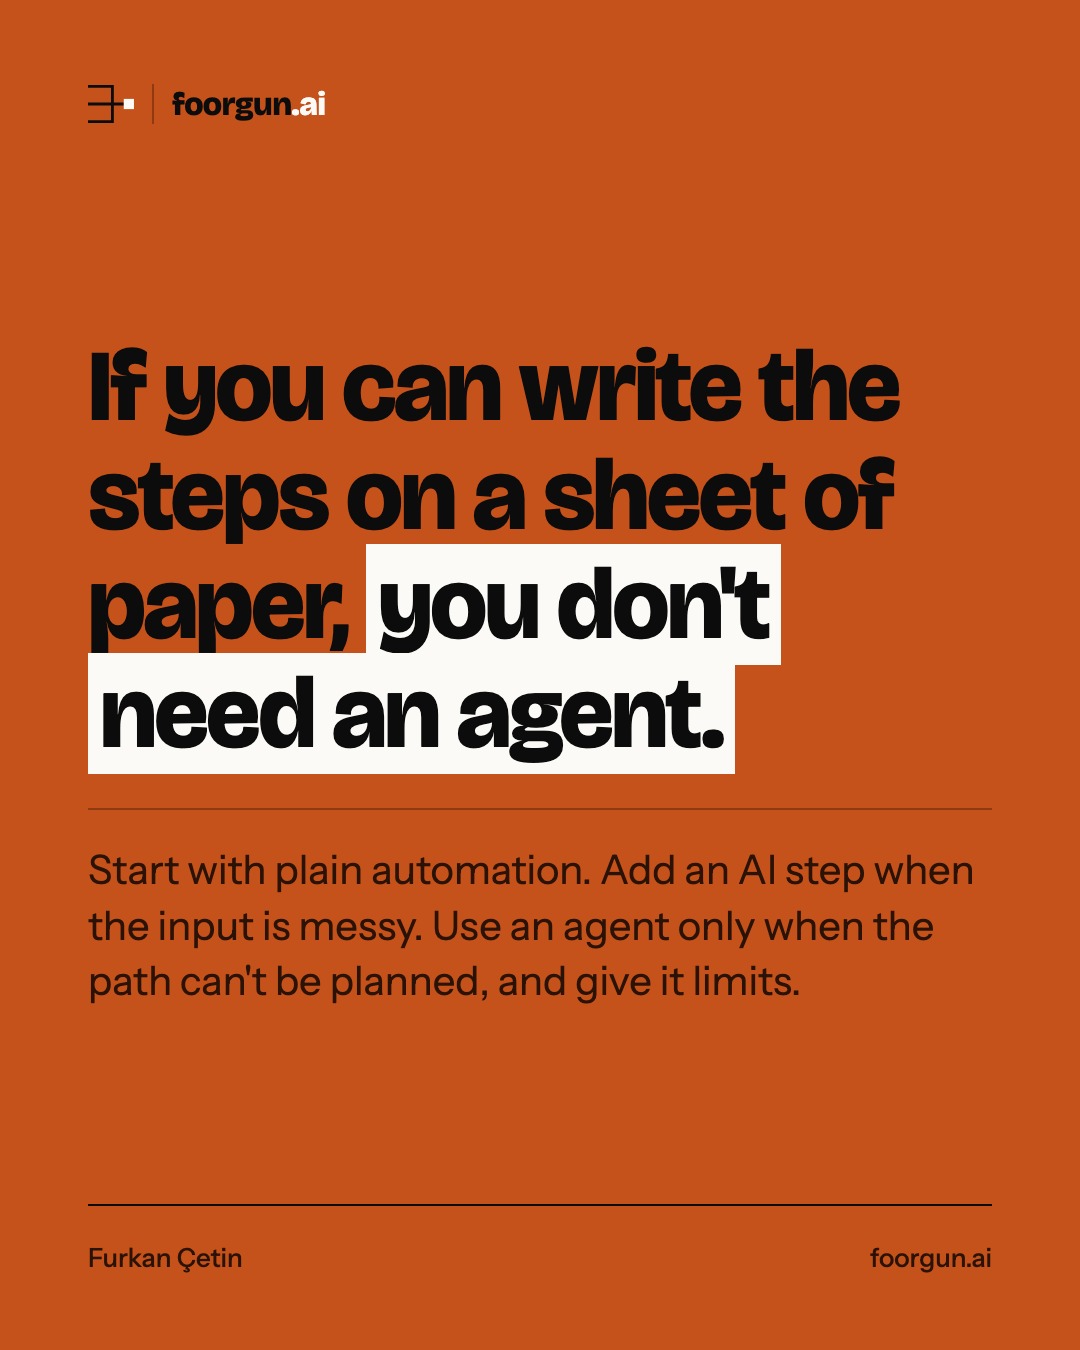 foorgun.ai
If you can write the
steps on a sheet of
paper, you don't
need an agent.
Start with plain automation. Add an AI step when
the input is messy. Use an agent only when the
path can't be planned, and give it limits.
Furkan Çetin
foorgun.ai